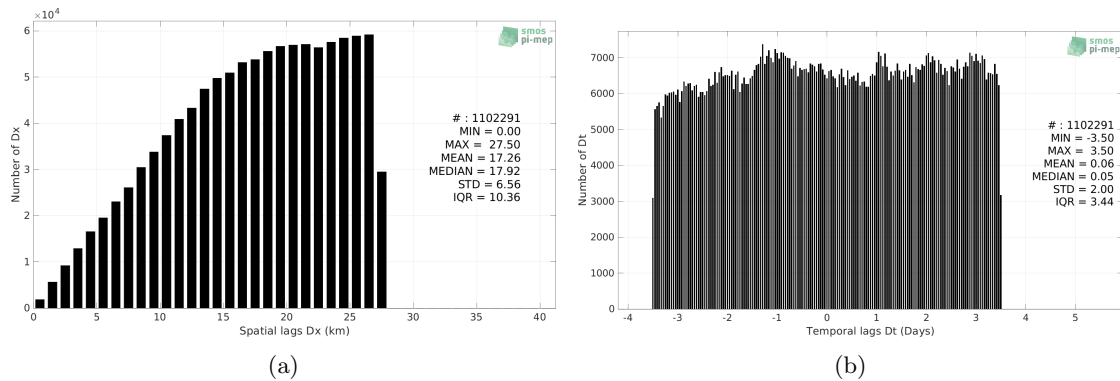 ×10⁴
6
5
4
3
2
1
0
Number of Dx
0 5 10 15 20 25 30 35 40
Spatial lags Dx (km)
smos
pi-mep
# : 1102291
MIN = 0.00
MAX = 27.50
MEAN = 17.26
MEDIAN = 17.92
STD = 6.56
IQR = 10.36
(a)
7000
6000
5000
4000
3000
2000
1000
0
Number of Dt
-4 -3 -2 -1 0 1 2 3 4 5
Temporal lags Dt (Days)
smos
pi-mep
# : 1102291
MIN = -3.50
MAX = 3.50
MEAN = 0.06
MEDIAN = 0.05
STD = 2.00
IQR = 3.44
(b)